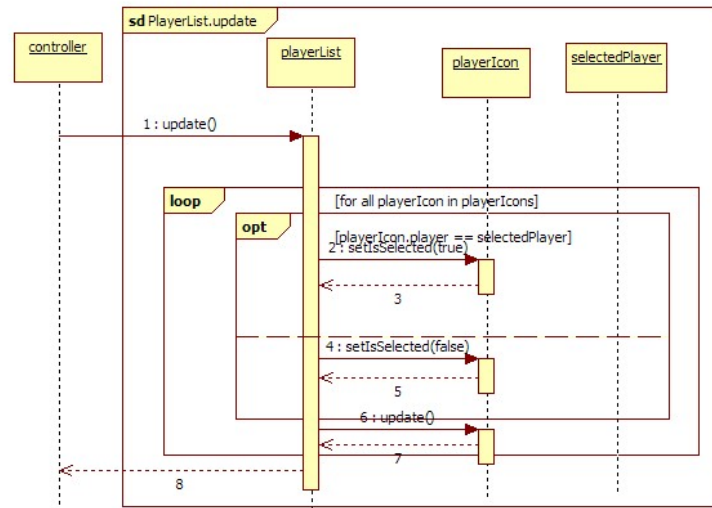 sd PlayerList.update
controller
playerList
playerIcon
selectedPlayer
1 : update()
loop
[for all playerIcon in playerIcons]
opt
[playerIcon.player == selectedPlayer]
2 : setIsSelected(true)
3
4 : setIsSelected(false)
5
6 : update()
7
8